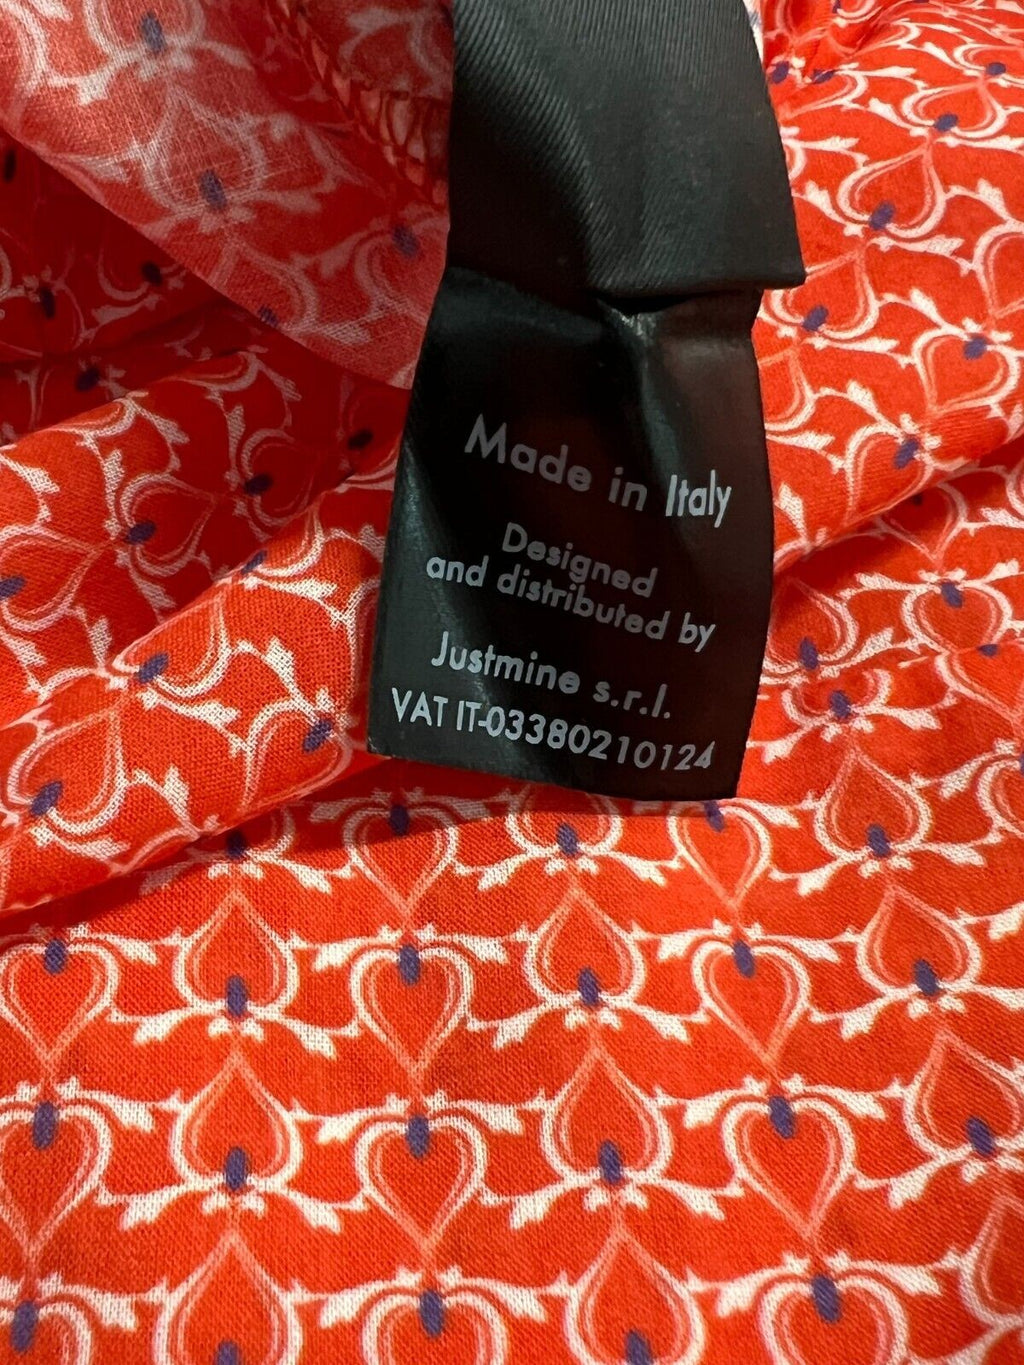 Made in Italy
Designed
and distributed by
Justmine s.r.l.
VAT IT-03380210124